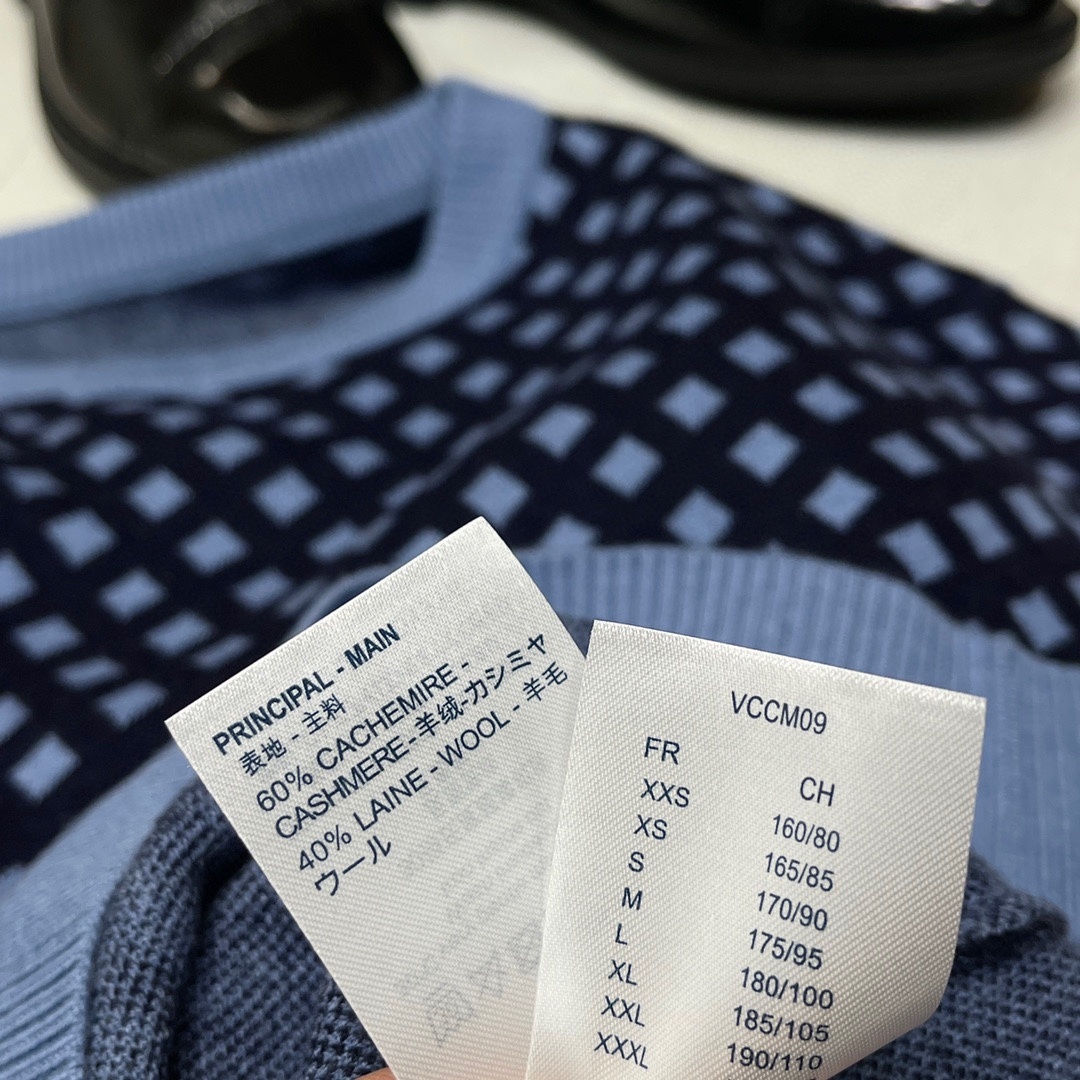 PRINCIPAL - MAIN
表地 - 主料
60% CACHEMIRE -
CASHMERE-羊绒-カシミヤ
40% LAINE - WOOL - 羊毛
ウール
VCCM09
FR CH
XXS 160/80
XS 165/85
S 170/90
M 175/95
L 180/100
XL 185/105
XXL 190/110
XXXL